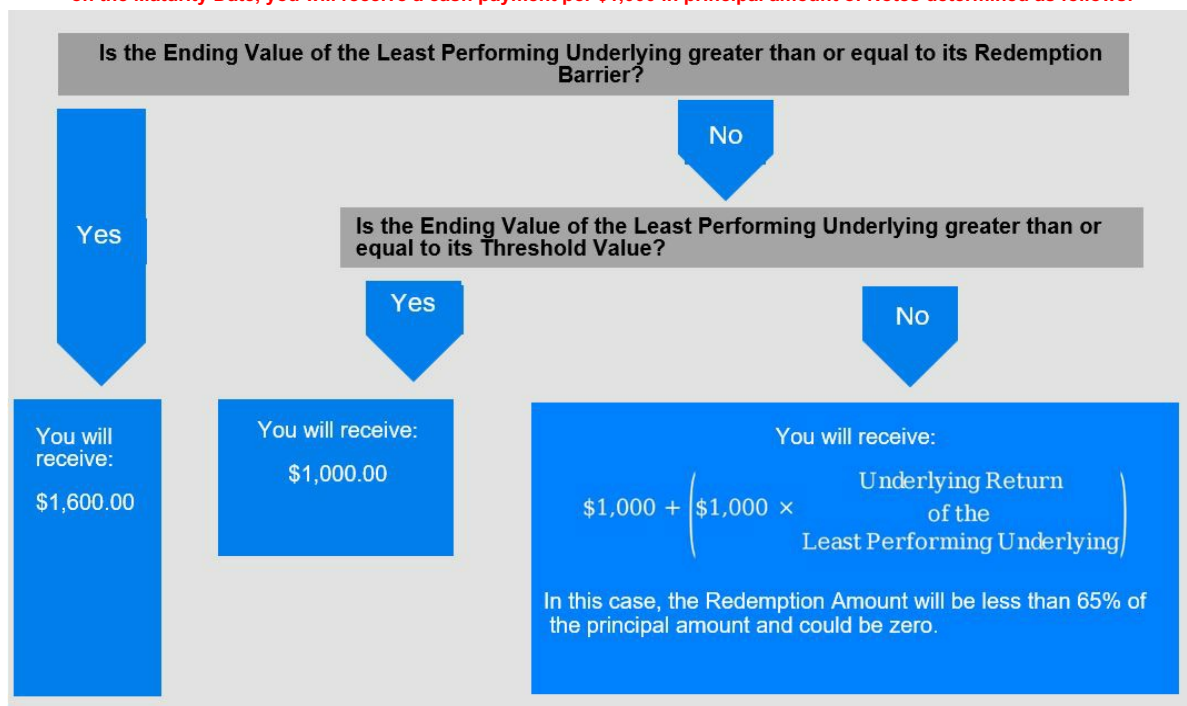 Is the Ending Value of the Least Performing Underlying greater than or equal to its Redemption
Barrier?
No
Yes
Is the Ending Value of the Least Performing Underlying greater than or
equal to its Threshold Value?
Yes
No
You will
receive:
$1,600.00
You will receive:
$1,000.00
You will receive:
$1,000 + ($1,000 × Underlying Return
of the
Least Performing Underlying)
In this case, the Redemption Amount will be less than 65% of
the principal amount and could be zero.